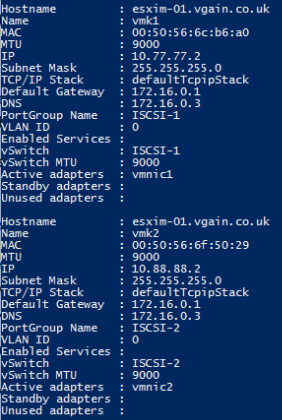 Hostname : esxim-01.vgain.co.uk
Name : vmk1
MAC : 00:50:56:6c:b6:a0
MTU : 9000
IP : 10.77.77.2
Subnet Mask : 255.255.255.0
TCP/IP Stack : defaultTcpipStack
Default Gateway : 172.16.0.1
DNS : 172.16.0.3
PortGroup Name : ISCSI-1
VLAN ID : 0
Enabled Services :
vSwitch : ISCSI-1
vSwitch MTU : 9000
Active adapters : vmnic1
Standby adapters :
Unused adapters :
Hostname : esxim-01.vgain.co.uk
Name : vmk2
MAC : 00:50:56:6f:50:29
MTU : 9000
IP : 10.88.88.2
Subnet Mask : 255.255.255.0
TCP/IP Stack : defaultTcpipStack
Default Gateway : 172.16.0.1
DNS : 172.16.0.3
PortGroup Name : ISCSI-2
VLAN ID : 0
Enabled Services :
vSwitch : ISCSI-2
vSwitch MTU : 9000
Active adapters : vmnic2
Standby adapters :
Unused adapters :